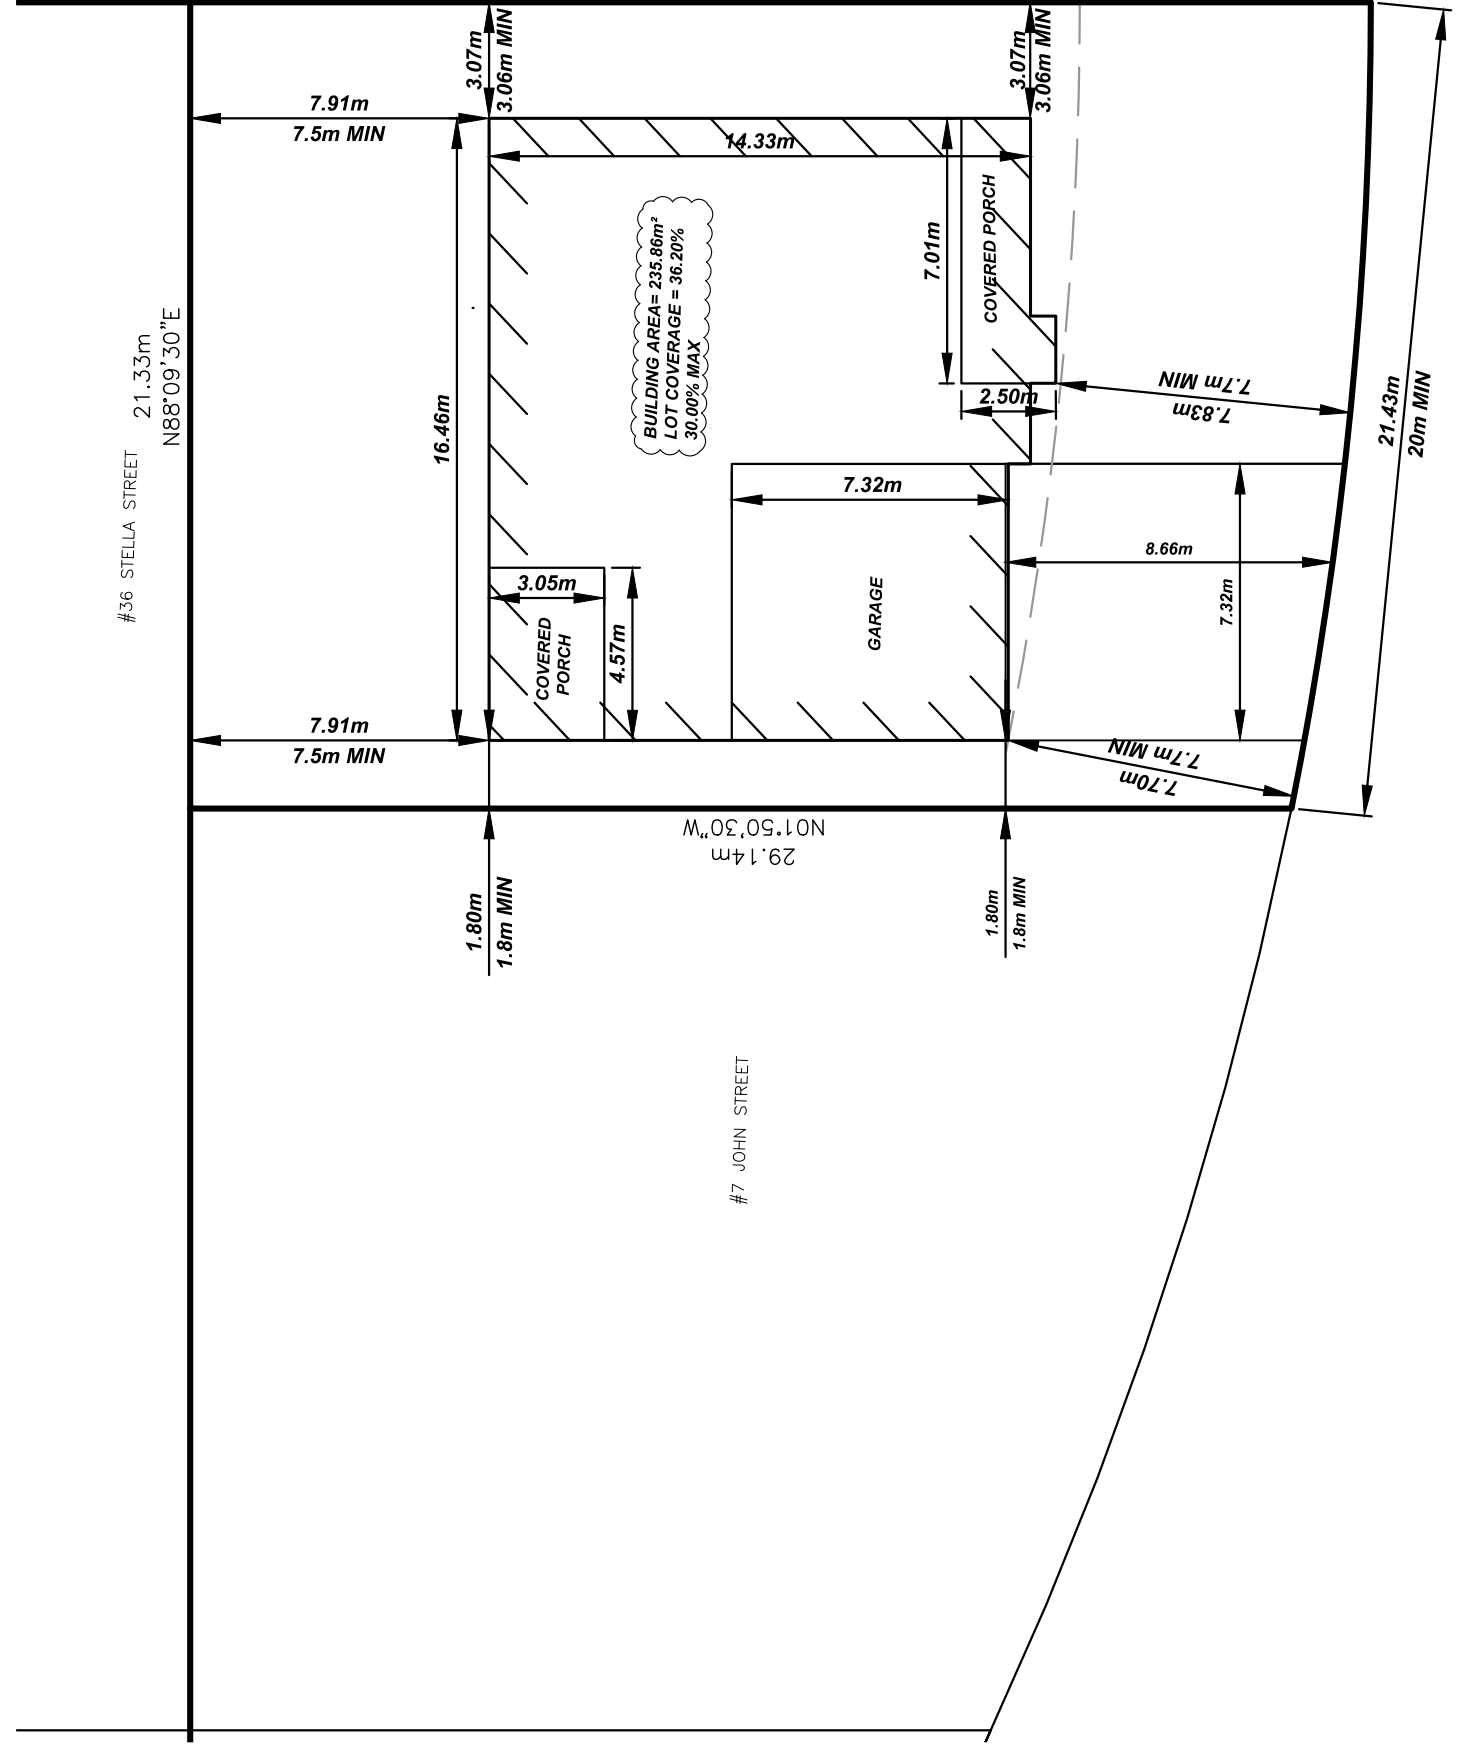 3.07m
3.06m MIN
3.07m
3.06m MIN
7.91m
7.5m MIN
14.33m
#36 STELLA STREET
21.33m
N88°09'30"E
16.46m
BUILDING AREA= 235.86m²
LOT COVERAGE = 36.20%
30.00% MAX
7.01m
COVERED PORCH
2.50m
7.7m MIN
7.83m
21.43m
20m MIN
7.32m
8.66m
7.32m
GARAGE
3.05m
COVERED
PORCH
4.57m
7.91m
7.5m MIN
7.7m MIN
7.70m
N01°50'30"W
29.14m
1.80m
1.8m MIN
1.80m
1.8m MIN
#7 JOHN STREET